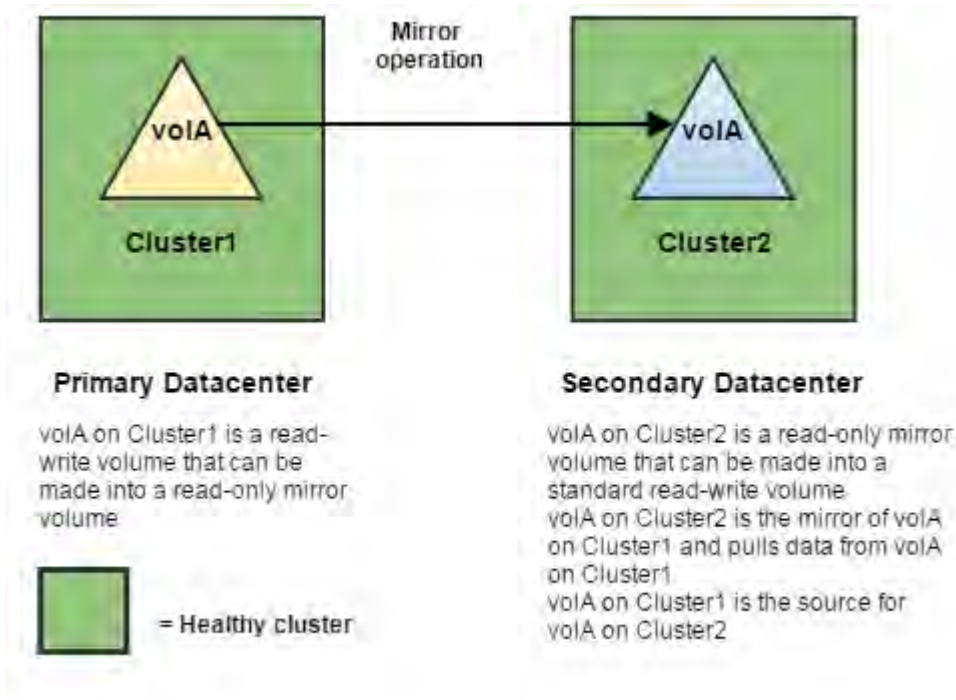 Mirror
operation
volA
volA
Cluster1
Cluster2
Primary Datacenter
volA on Cluster1 is a read-
write volume that can be
made into a read-only mirror
volume
Secondary Datacenter
volA on Cluster2 is a read-only mirror
volume that can be made into a
standard read-write volume
volA on Cluster2 is the mirror of volA
on Cluster1 and pulls data from volA
on Cluster1
volA on Cluster1 is the source for
volA on Cluster2
= Healthy cluster